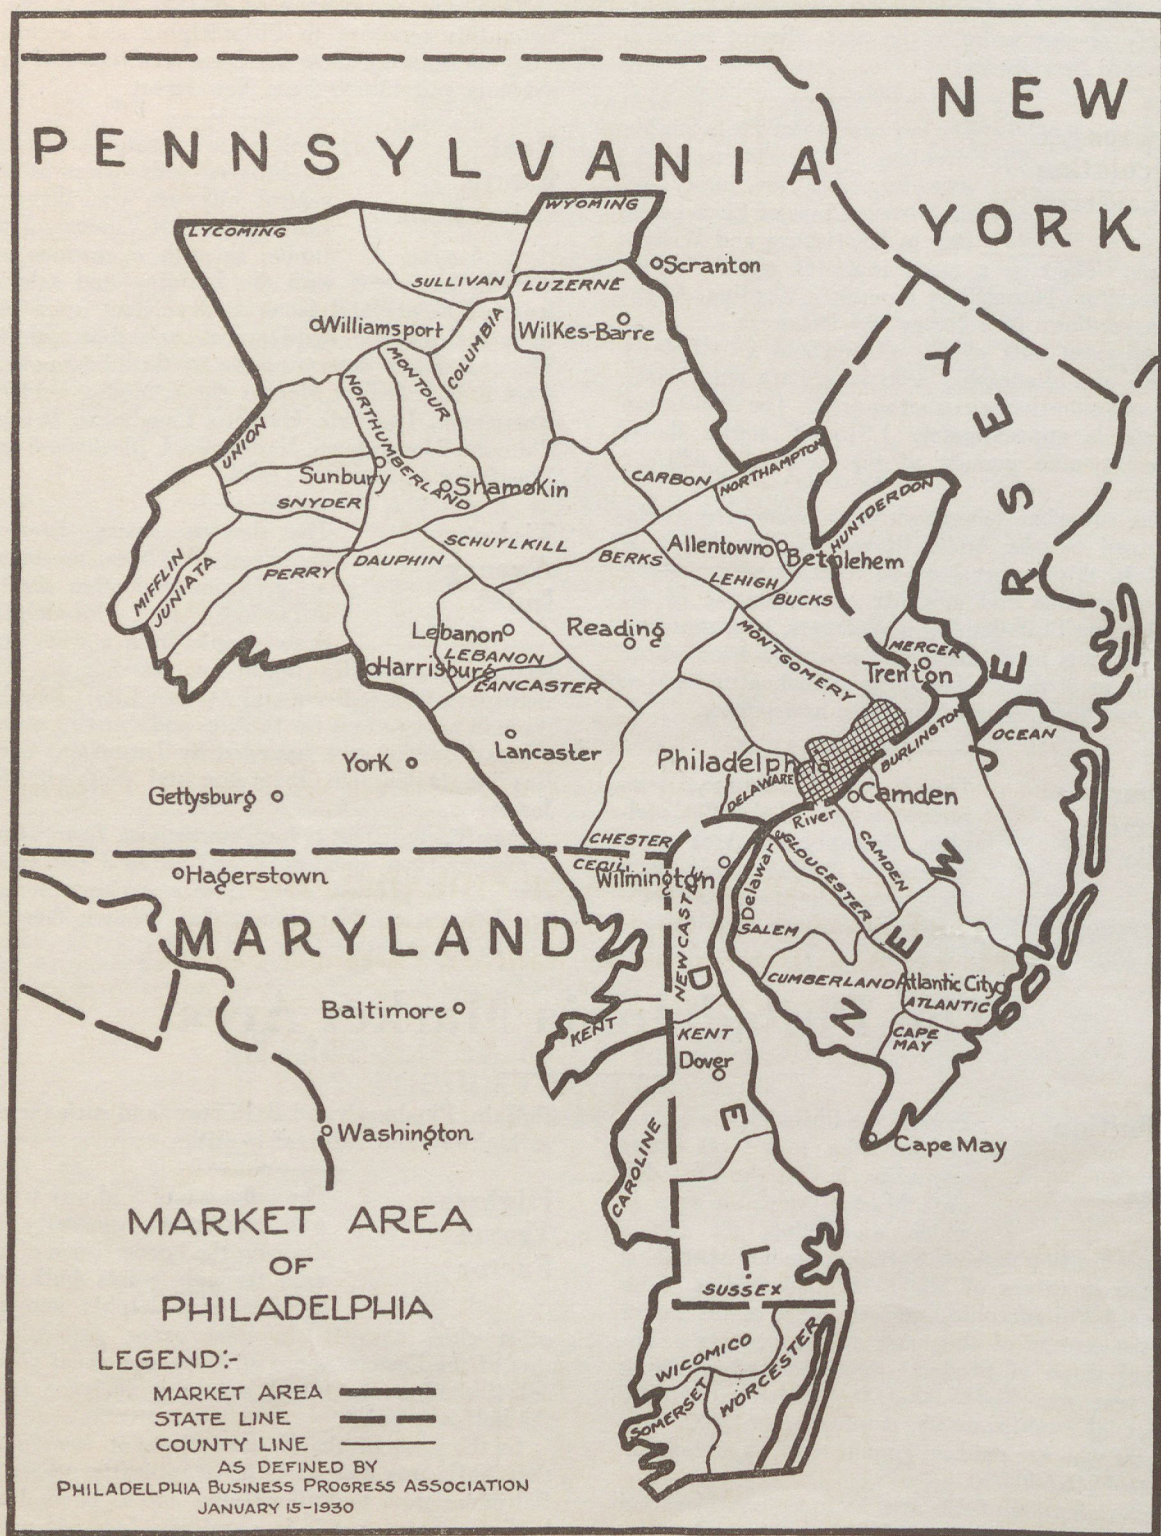 NEW
YORK
PENNSYLVANIA
LYCOMING
WYOMING
SULLIVAN
LUZERNE
Scranton
Williamsport
Wilkes-Barre
MONTOUR
COLUMBIA
NORTHUMBERLAND
UNION
Sunbury
Shamokin
SNYDER
CARBON
NORTHAMPTON
HUNTDERDON
MIFFLIN
JUNIATA
PERRY
DAUPHIN
SCHUYLKILL
BERKS
Allentown
Bethlehem
LEHIGH
BUCKS
Lebanon
LEBANON
Reading
Harrisburg
LANCASTER
MONTGOMERY
MERCER
Trenton
NEW JERSEY
York
Lancaster
Philadelphia
DELAWARE
BURLINGTON
OCEAN
Gettysburg
Camden
River
CHESTER
CECIL
Wilmington
Hagerstown
Delaware
GLOUCESTER
CAMDEN
MARYLAND
NEWCASTLE
SALEM
CUMBERLAND
Atlantic City
ATLANTIC
Baltimore
KENT
KENT
CAPE
MAY
Dover
DEL.
Washington
CAROLINE
Cape May
SUSSEX
WICOMICO
WORCESTER
SOMERSET
MARKET AREA
OF
PHILADELPHIA
LEGEND:-
MARKET AREA
STATE LINE
COUNTY LINE
AS DEFINED BY
PHILADELPHIA BUSINESS PROGRESS ASSOCIATION
JANUARY 15-1930